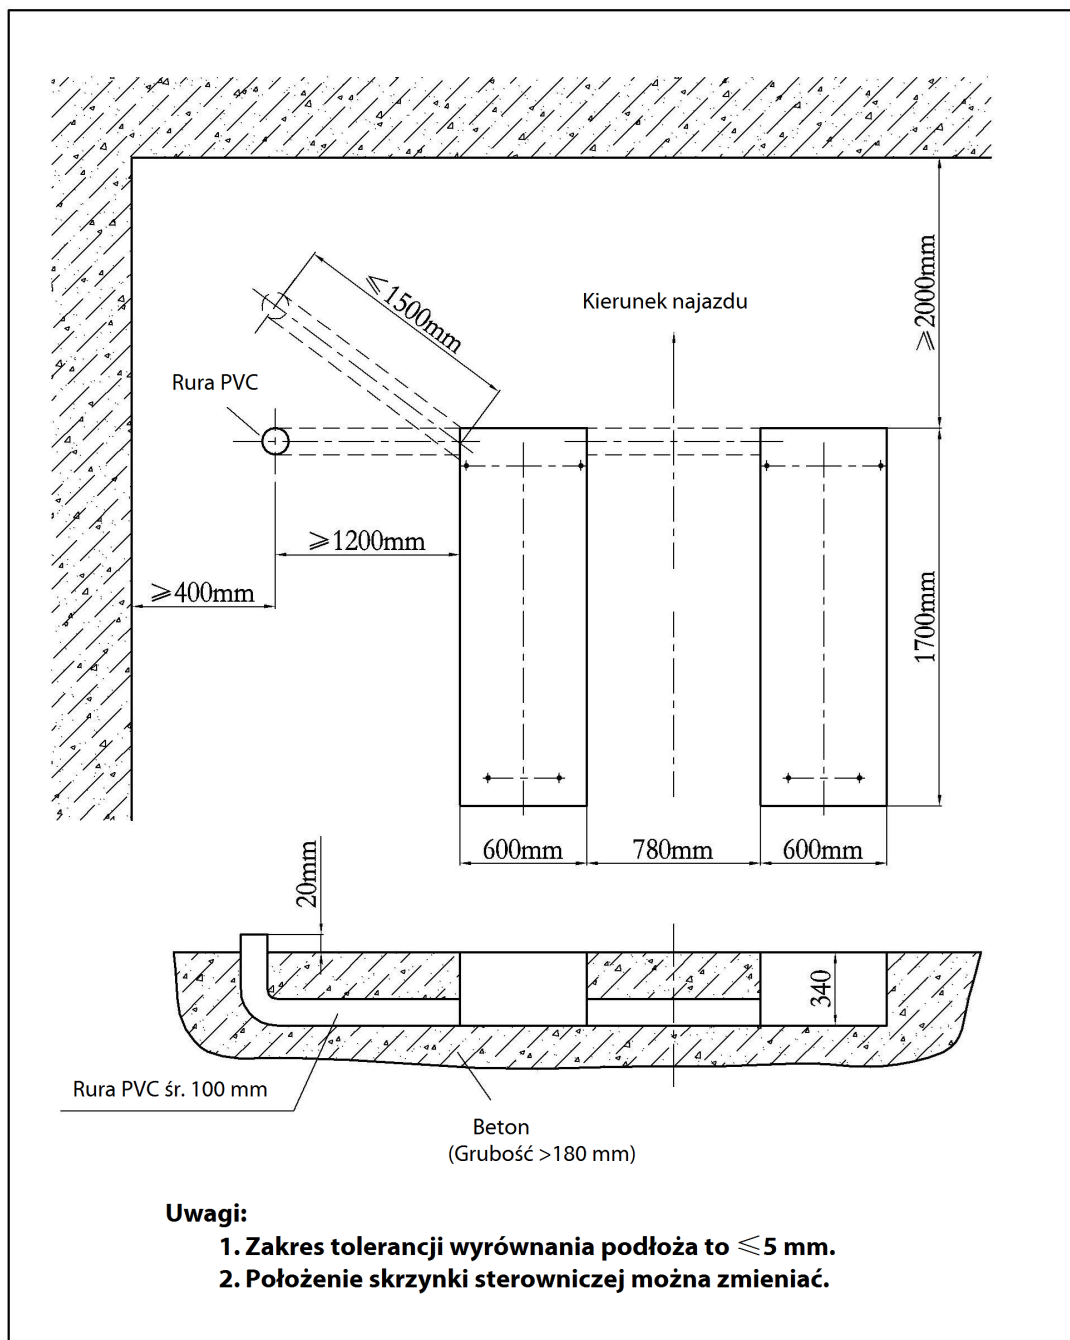 ≤1500mm
Kierunek najazdu
≥2000mm
Rura PVC
≥1200mm
≥400mm
1700mm
600mm
780mm
600mm
20mm
340
Rura PVC śr. 100 mm
Beton
(Grubość >180 mm)
Uwagi:
1. Zakres tolerancji wyrównania podłoża to ≤5 mm.
2. Położenie skrzynki sterowniczej można zmieniać.